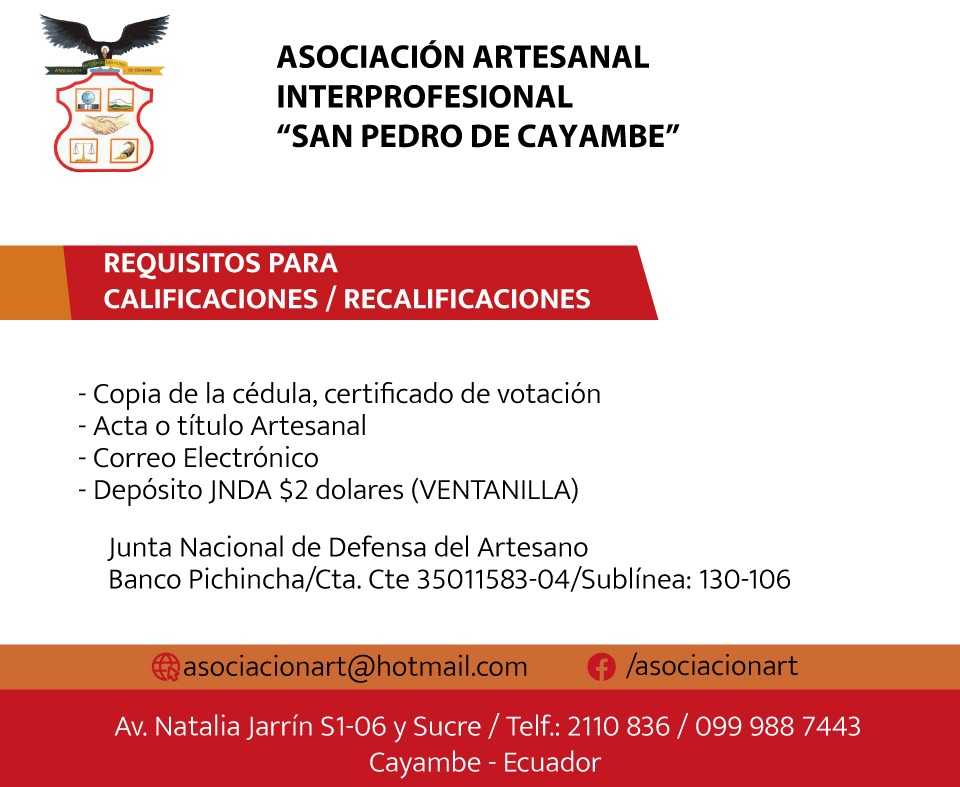 ASOCIACIÓN ARTESANAL
INTERPROFESIONAL
“SAN PEDRO DE CAYAMBE”
REQUISITOS PARA
CALIFICACIONES / RECALIFICACIONES
- Copia de la cédula, certificado de votación
- Acta o título Artesanal
- Correo Electrónico
- Depósito JNDA $2 dolares (VENTANILLA)
Junta Nacional de Defensa del Artesano
Banco Pichincha/Cta. Cte 35011583-04/Sublínea: 130-106
asociacionart@hotmail.com
/asociacionart
Av. Natalia Jarrín S1-06 y Sucre / Telf.: 2110 836 / 099 988 7443
Cayambe - Ecuador